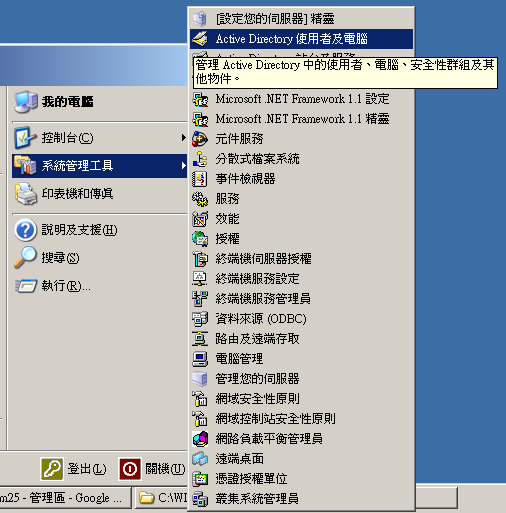 [設定您的伺服器] 精靈
Active Directory 使用者及電腦
管理 Active Directory 中的使用者、電腦、安全性群組及其
他物件。
Microsoft .NET Framework 1.1 設定
Microsoft .NET Framework 1.1 精靈
元件服務
分散式檔案系統
事件檢視器
服務
效能
授權
終端機伺服器授權
終端機服務設定
終端機服務管理員
資料來源 (ODBC)
路由及遠端存取
電腦管理
管理您的伺服器
網域安全性原則
網域控制站安全性原則
網路負載平衡管理員
遠端桌面
憑證授權單位
叢集系統管理員
我的電腦
控制台(C)
系統管理工具
印表機和傳真
說明及支援(H)
搜尋(S)
執行(R)...
登出(L)
關機(U)
m25 - 管理區 - Google ...
C:\WI